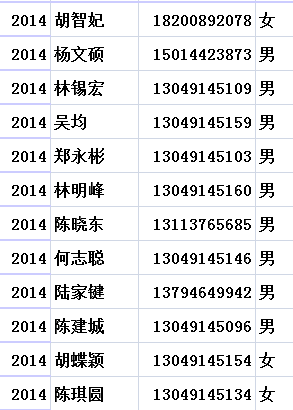 2014 胡智妃 18200892078 女
2014 杨文硕 15014423873 男
2014 林锡宏 13049145109 男
2014 吴均 13049145159 男
2014 郑永彬 13049145103 男
2014 林明峰 13049145160 男
2014 陈晓东 13113765685 男
2014 何志聪 13049145146 男
2014 陆家键 13794649942 男
2014 陈建城 13049145096 男
2014 胡蝶颖 13049145154 女
2014 陈琪圆 13049145134 女